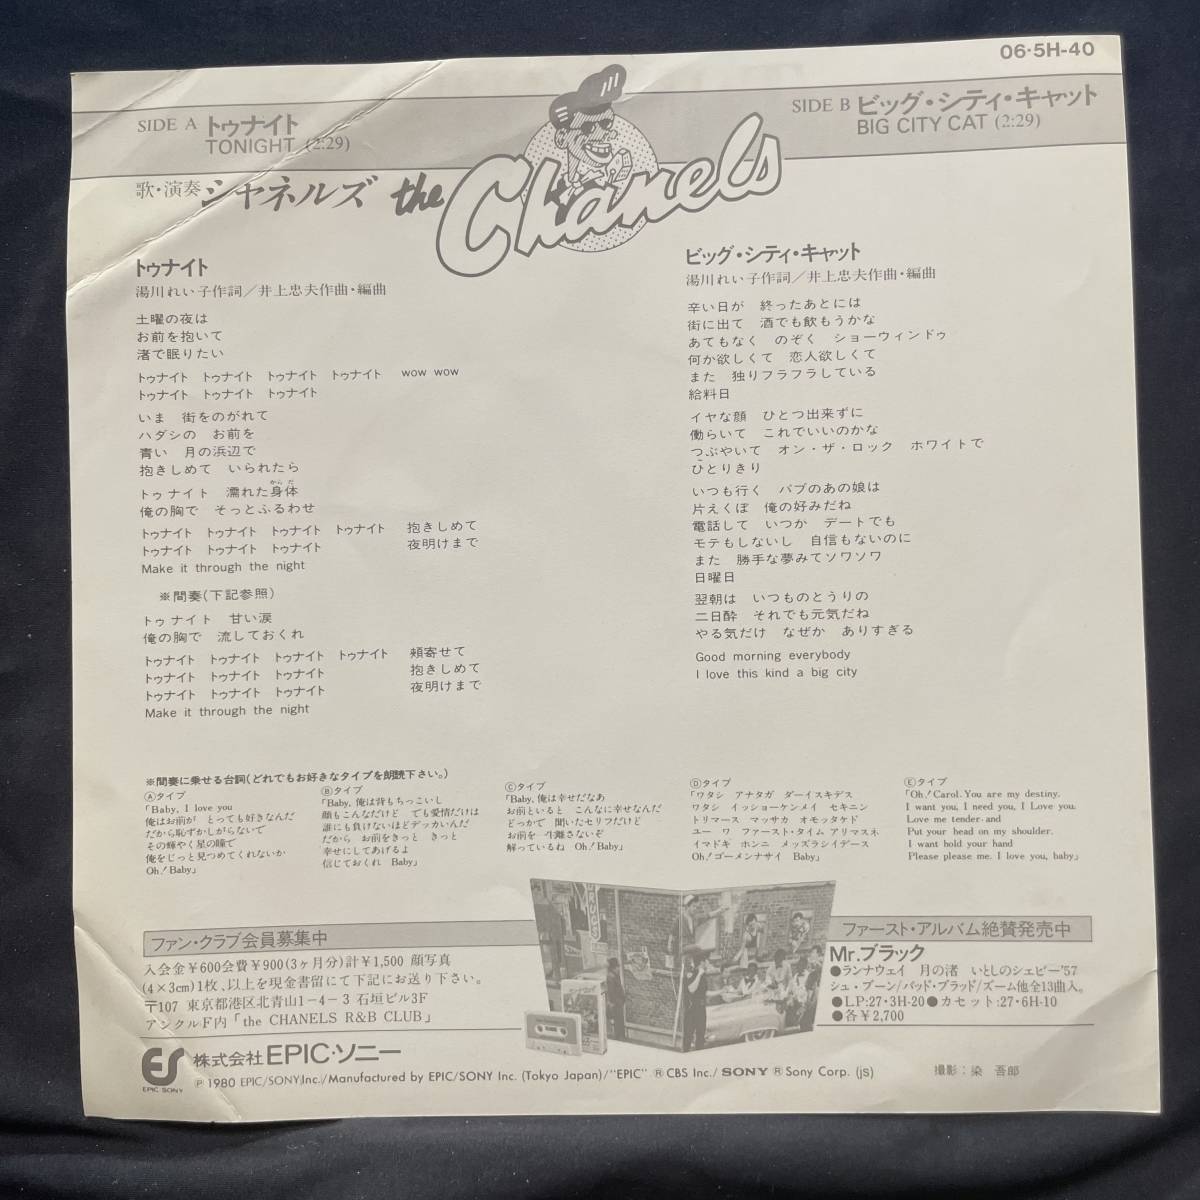 06・5H-40
SIDE A トゥナイト
TONIGHT (2:29)
SIDE B ビッグ・シティ・キャット
BIG CITY CAT (2:29)
歌・演奏 シャネルズ the Chanels
トゥナイト
湯川れい子作詞／井上忠夫作曲・編曲
土曜の夜は
お前を抱いて
渚で眠りたい
トゥナイト トゥナイト トゥナイト トゥナイト wow wow
トゥナイト トゥナイト トゥナイト
いま 街をのがれて
ハダシの お前を
青い 月の浜辺で
抱きしめて いられたら
トゥナイト 濡れた身体
からだ
俺の胸で そっとふるわせ
トゥナイト トゥナイト トゥナイト トゥナイト 抱きしめて
トゥナイト トゥナイト トゥナイト 夜明けまで
Make it through the night
※間奏(下記参照)
トゥナイト 甘い涙
俺の胸で 流しておくれ
トゥナイト トゥナイト トゥナイト トゥナイト 頬寄せて
トゥナイト トゥナイト トゥナイト 抱きしめて
トゥナイト トゥナイト トゥナイト 夜明けまで
Make it through the night
ビッグ・シティ・キャット
湯川れい子作詞／井上忠夫作曲・編曲
辛い日が 終ったあとには
街に出て 酒でも飲もうかな
あてもなく のぞく ショーウィンドゥ
何か欲しくて 恋人欲しくて
また 独りフラフラしている
給料日
イヤな顔 ひとつ出来ずに
働らいて これでいいのかな
つぶやいて オン・ザ・ロック ホワイトで
ひとりきり
いつも行く パブのあの娘は
片えくぼ 俺の好みだね
電話して いつか デートでも
モテもしないし 自信もないのに
また 勝手な夢みてソワソワ
日曜日
翌朝は いつものとうりの
二日酔 それでも元気だね
やる気だけ なぜか ありすぎる
Good morning everybody
I love this kind a big city
※間奏に乗せる台詞(どれでもお好きなタイプを朗読下さい。)
Ⓐタイプ
「Baby, I love you
俺はお前が とっても好きなんだ
だから恥ずかしがらないで
その輝やく星の瞳で
俺をじっと見つめてくれないか
Oh! Baby」
Ⓑタイプ
「Baby, 俺は背もちっこいし
顔もこんなだけど でも愛情だけは
誰にも負けないほどデッカいんだ
だから お前をきっと きっと
幸せにしてあげるよ
信じておくれ Baby」
Ⓒタイプ
「Baby, 俺は幸せだなあ
お前といると こんなに幸せなんだ
どっかで 聞いたセリフだけど
お前を 一生離さないぞ
解っているね Oh! Baby」
Ⓓタイプ
「ワタシ アナタガ ダーイスキデス
ワタシ イッショーケンメイ セキニン
トリマース マッサカ オモッタケド
ユー ワ ファースト・タイム アリマスネ
イマドキ ホンニ メッズラシイデース
Oh! ゴーメンナサイ Baby」
Ⓔタイプ
「Oh! Carol. You are my destiny.
I want you, I need you, I Love you.
Love me tender-and
Put your head on my shoulder.
I want hold your hand
Please please me. I love you, baby」
ファン・クラブ会員募集中
入会金￥600会費￥900(3ヶ月分)計￥1,500 顔写真
(4×3cm)1枚、以上を現金書留にて下記にお送り下さい。
〒107 東京都港区北青山1-4-3 石垣ビル3F
アンクルF内「the CHANELS R&B CLUB」
ファースト・アルバム絶賛発売中
Mr.ブラック
●ランナウェイ 月の渚 いとしのシェビー'57
シュ・ブーン/バッド・ブラッド/ズーム他全13曲入。
●LP:27・3H-20●カセット:27・6H-10
●各￥2,700
ES
EPIC SONY
株式会社EPIC・ソニー
Ⓟ1980 EPIC/SONY Inc./Manufactured by EPIC/SONY Inc. (Tokyo Japan)/"EPIC" ® CBS Inc./ SONY ® Sony Corp. (js)
撮影：染 吾郎